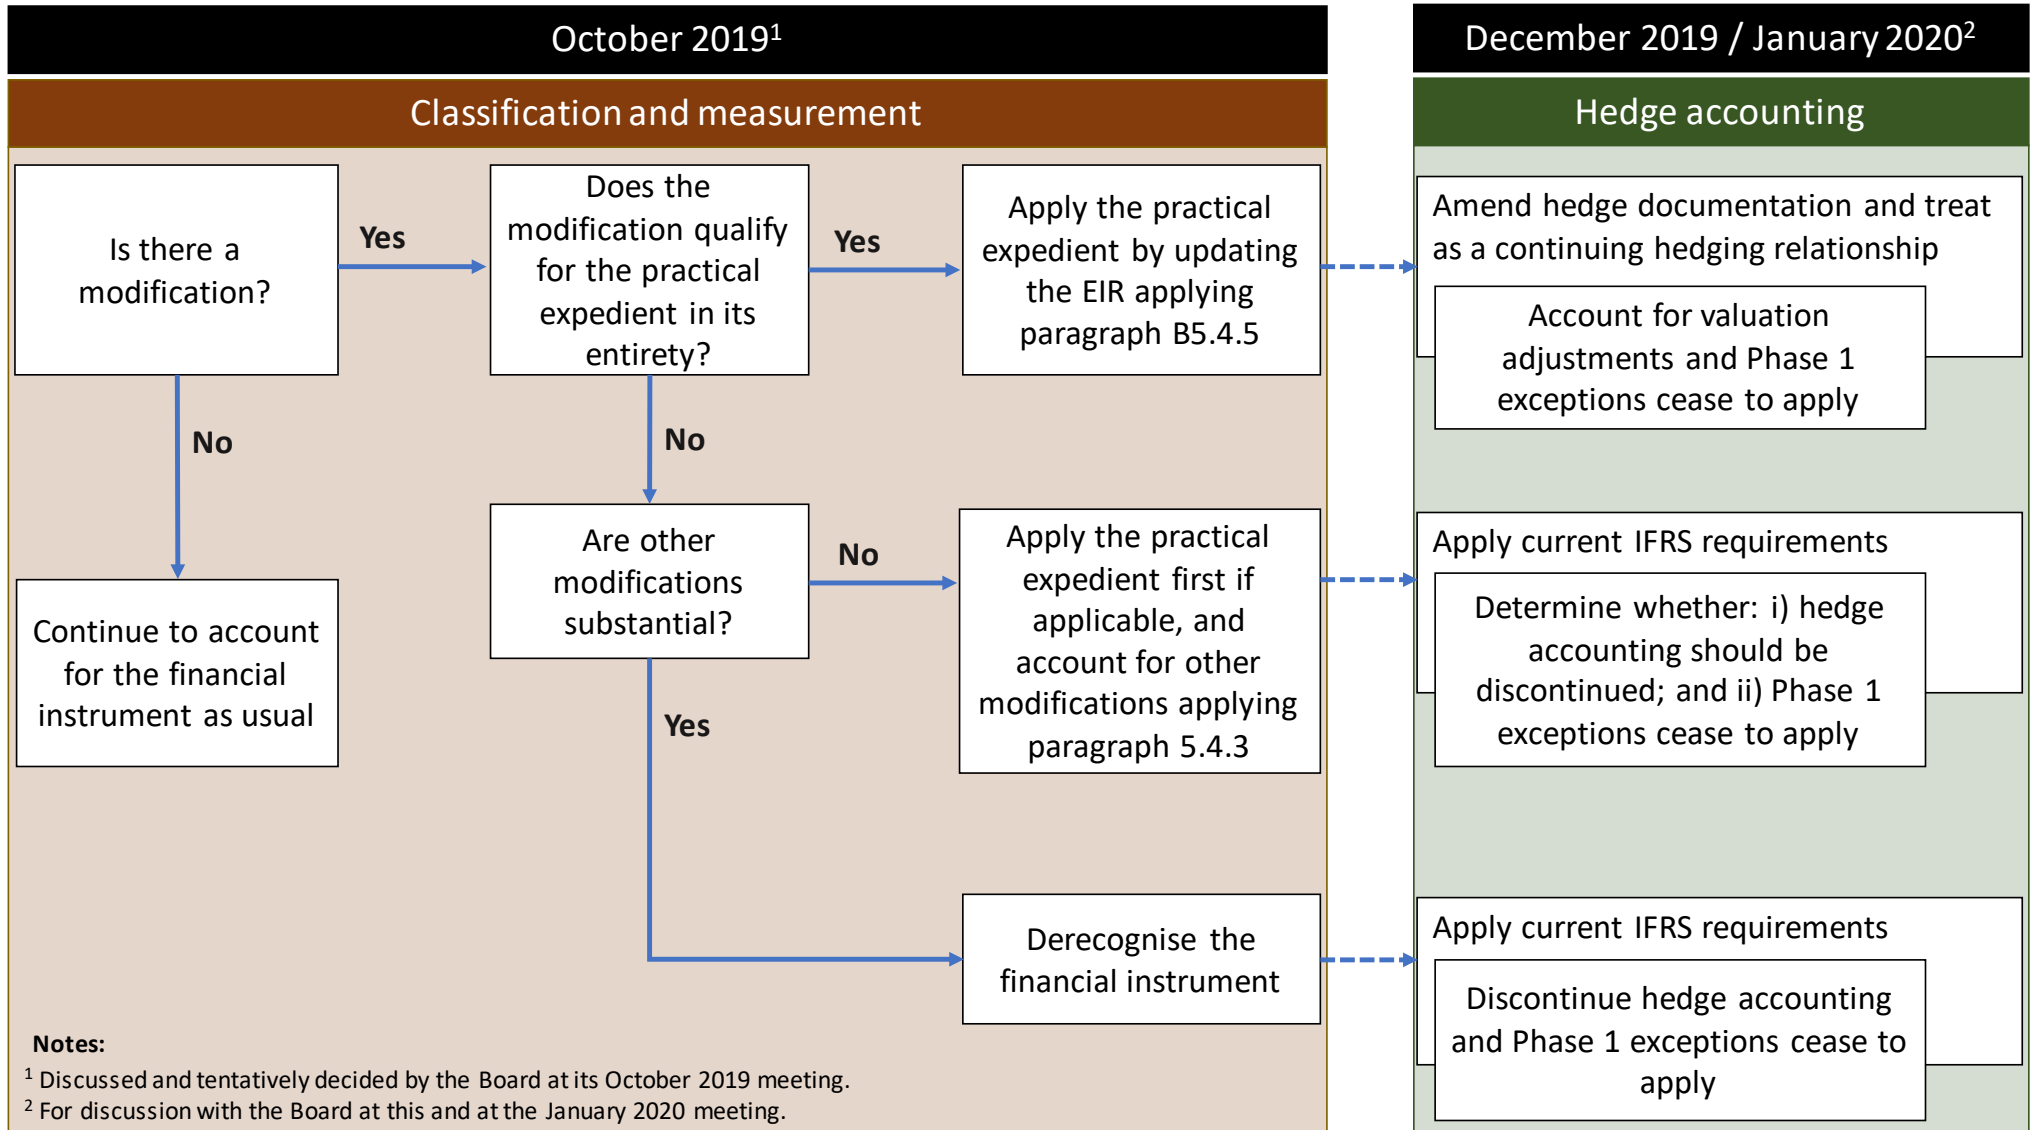 October 2019¹
December 2019 / January 2020²
Classification and measurement
Hedge accounting
Is there a
modification?
Yes
No
Continue to account
for the financial
instrument as usual
Does the
modification qualify
for the practical
expedient in its
entirety?
Yes
No
Apply the practical
expedient by updating
the EIR applying
paragraph B5.4.5
Amend hedge documentation and treat
as a continuing hedging relationship
Account for valuation
adjustments and Phase 1
exceptions cease to apply
Are other
modifications
substantial?
No
Yes
Apply the practical
expedient first if
applicable, and
account for other
modifications applying
paragraph 5.4.3
Apply current IFRS requirements
Determine whether: i) hedge
accounting should be
discontinued; and ii) Phase 1
exceptions cease to apply
Derecognise the
financial instrument
Apply current IFRS requirements
Discontinue hedge accounting
and Phase 1 exceptions cease to
apply
Notes:
¹ Discussed and tentatively decided by the Board at its October 2019 meeting.
² For discussion with the Board at this and at the January 2020 meeting.